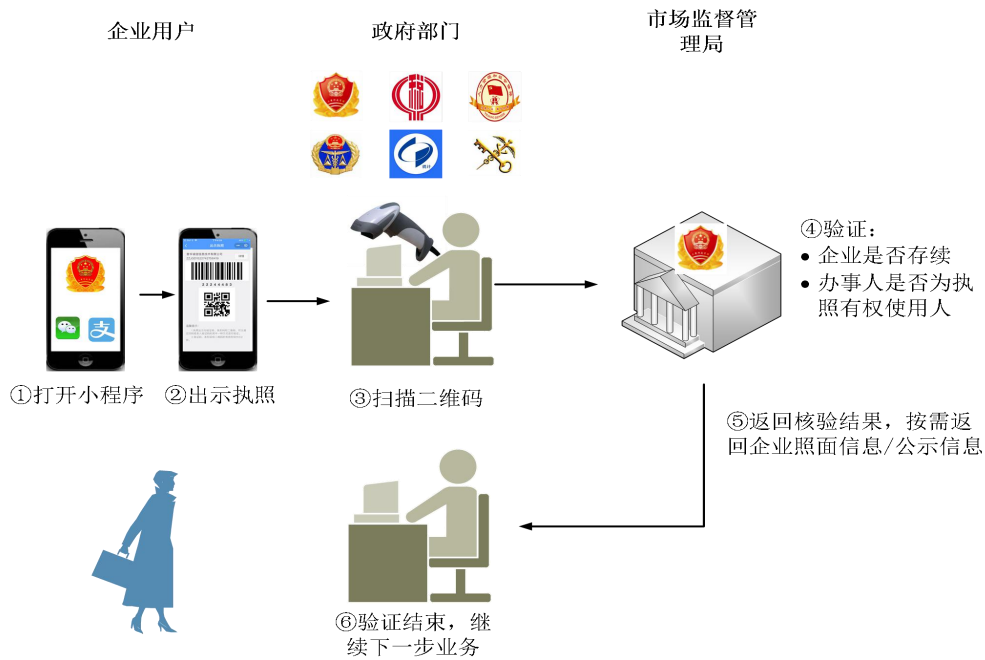 企业用户
政府部门
市场监督管
理局
④验证：
• 企业是否存续
• 办事人是否为执
照有权使用人
①打开小程序
②出示执照
③扫描二维码
⑤返回核验结果，按需返
回企业照面信息/公示信息
⑥验证结束，继
续下一步业务